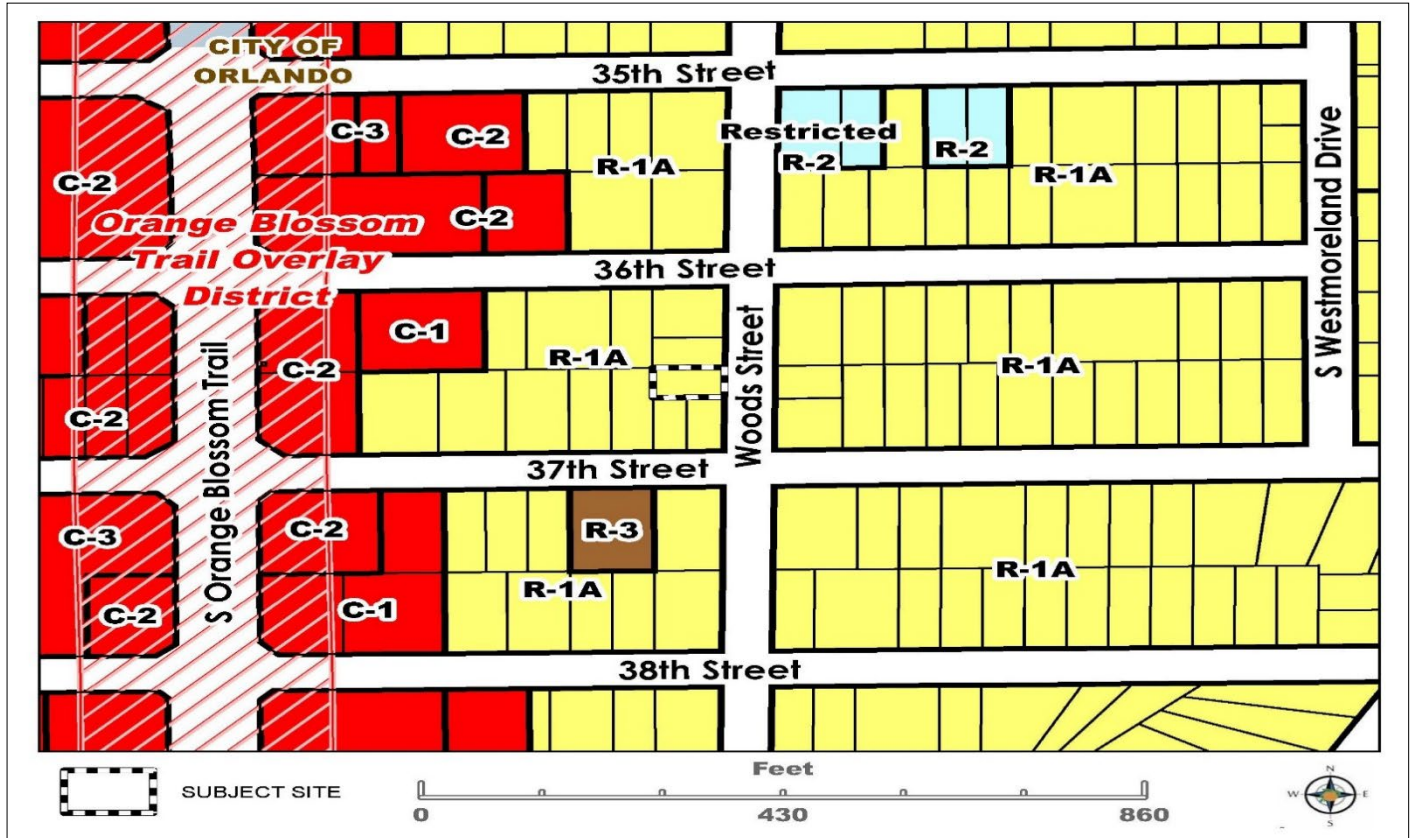 CITY OF
ORLANDO
35th Street
C-3
C-2
C-2
R-1A
Restricted
R-2
R-2
R-1A
S Westmoreland Drive
C-2
Orange Blossom
Trail Overlay
District
36th Street
C-1
R-1A
C-2
C-2
S Orange Blossom Trail
Woods Street
R-1A
37th Street
C-3
C-2
R-3
R-1A
C-2
C-1
R-1A
38th Street
SUBJECT SITE
Feet
0
430
860
N
W
E
S